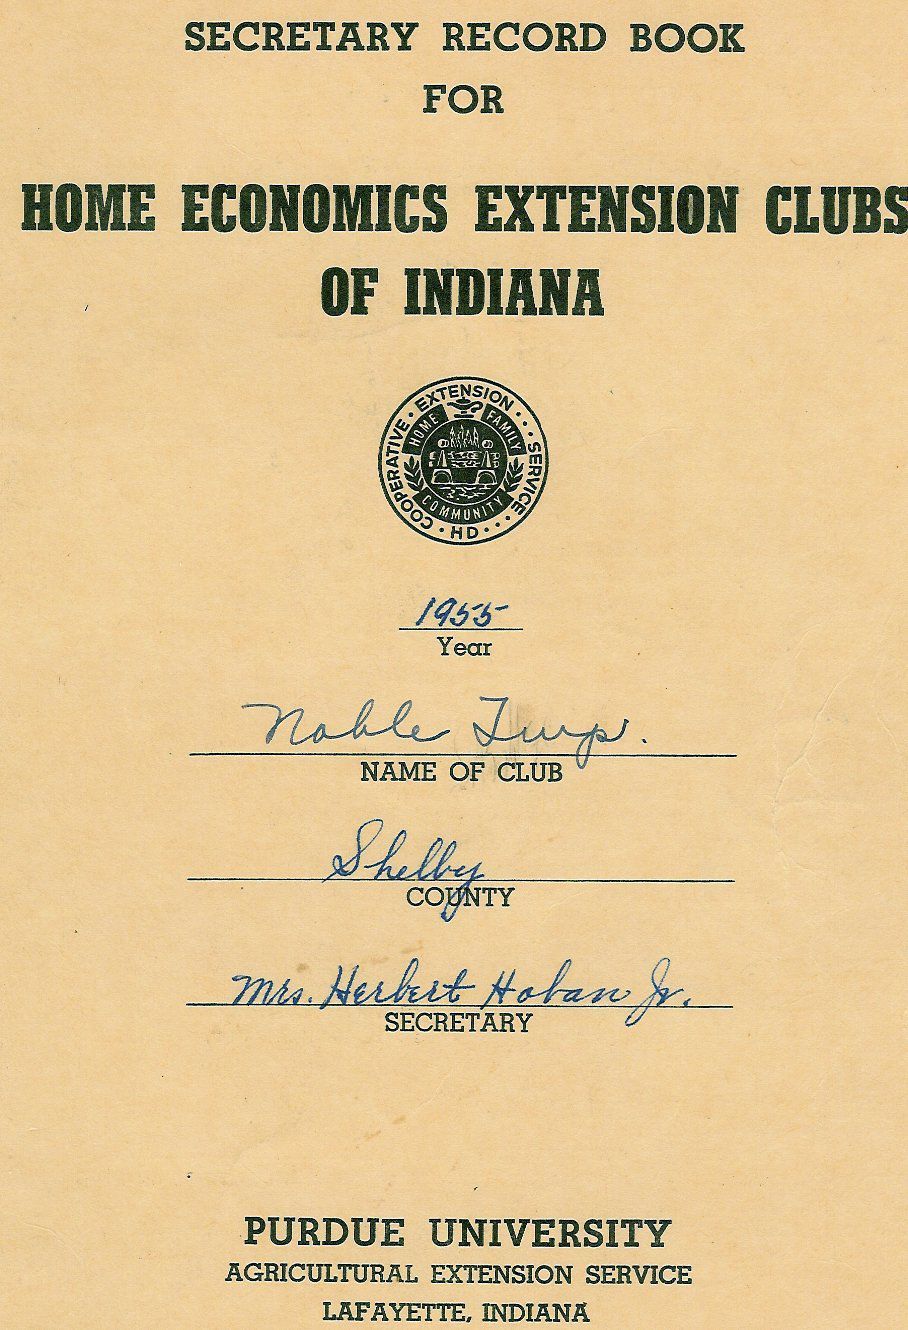 SECRETARY RECORD BOOK
FOR
HOME ECONOMICS EXTENSION CLUBS
OF INDIANA
COOPERATIVE · EXTENSION ··· SERVICE ··· HD ·
HOME FAMILY
COMMUNITY
1955
Year
Noble Twp.
NAME OF CLUB
Shelby
COUNTY
Mrs. Herbert Hoban Jr.
SECRETARY
PURDUE UNIVERSITY
AGRICULTURAL EXTENSION SERVICE
LAFAYETTE, INDIANA